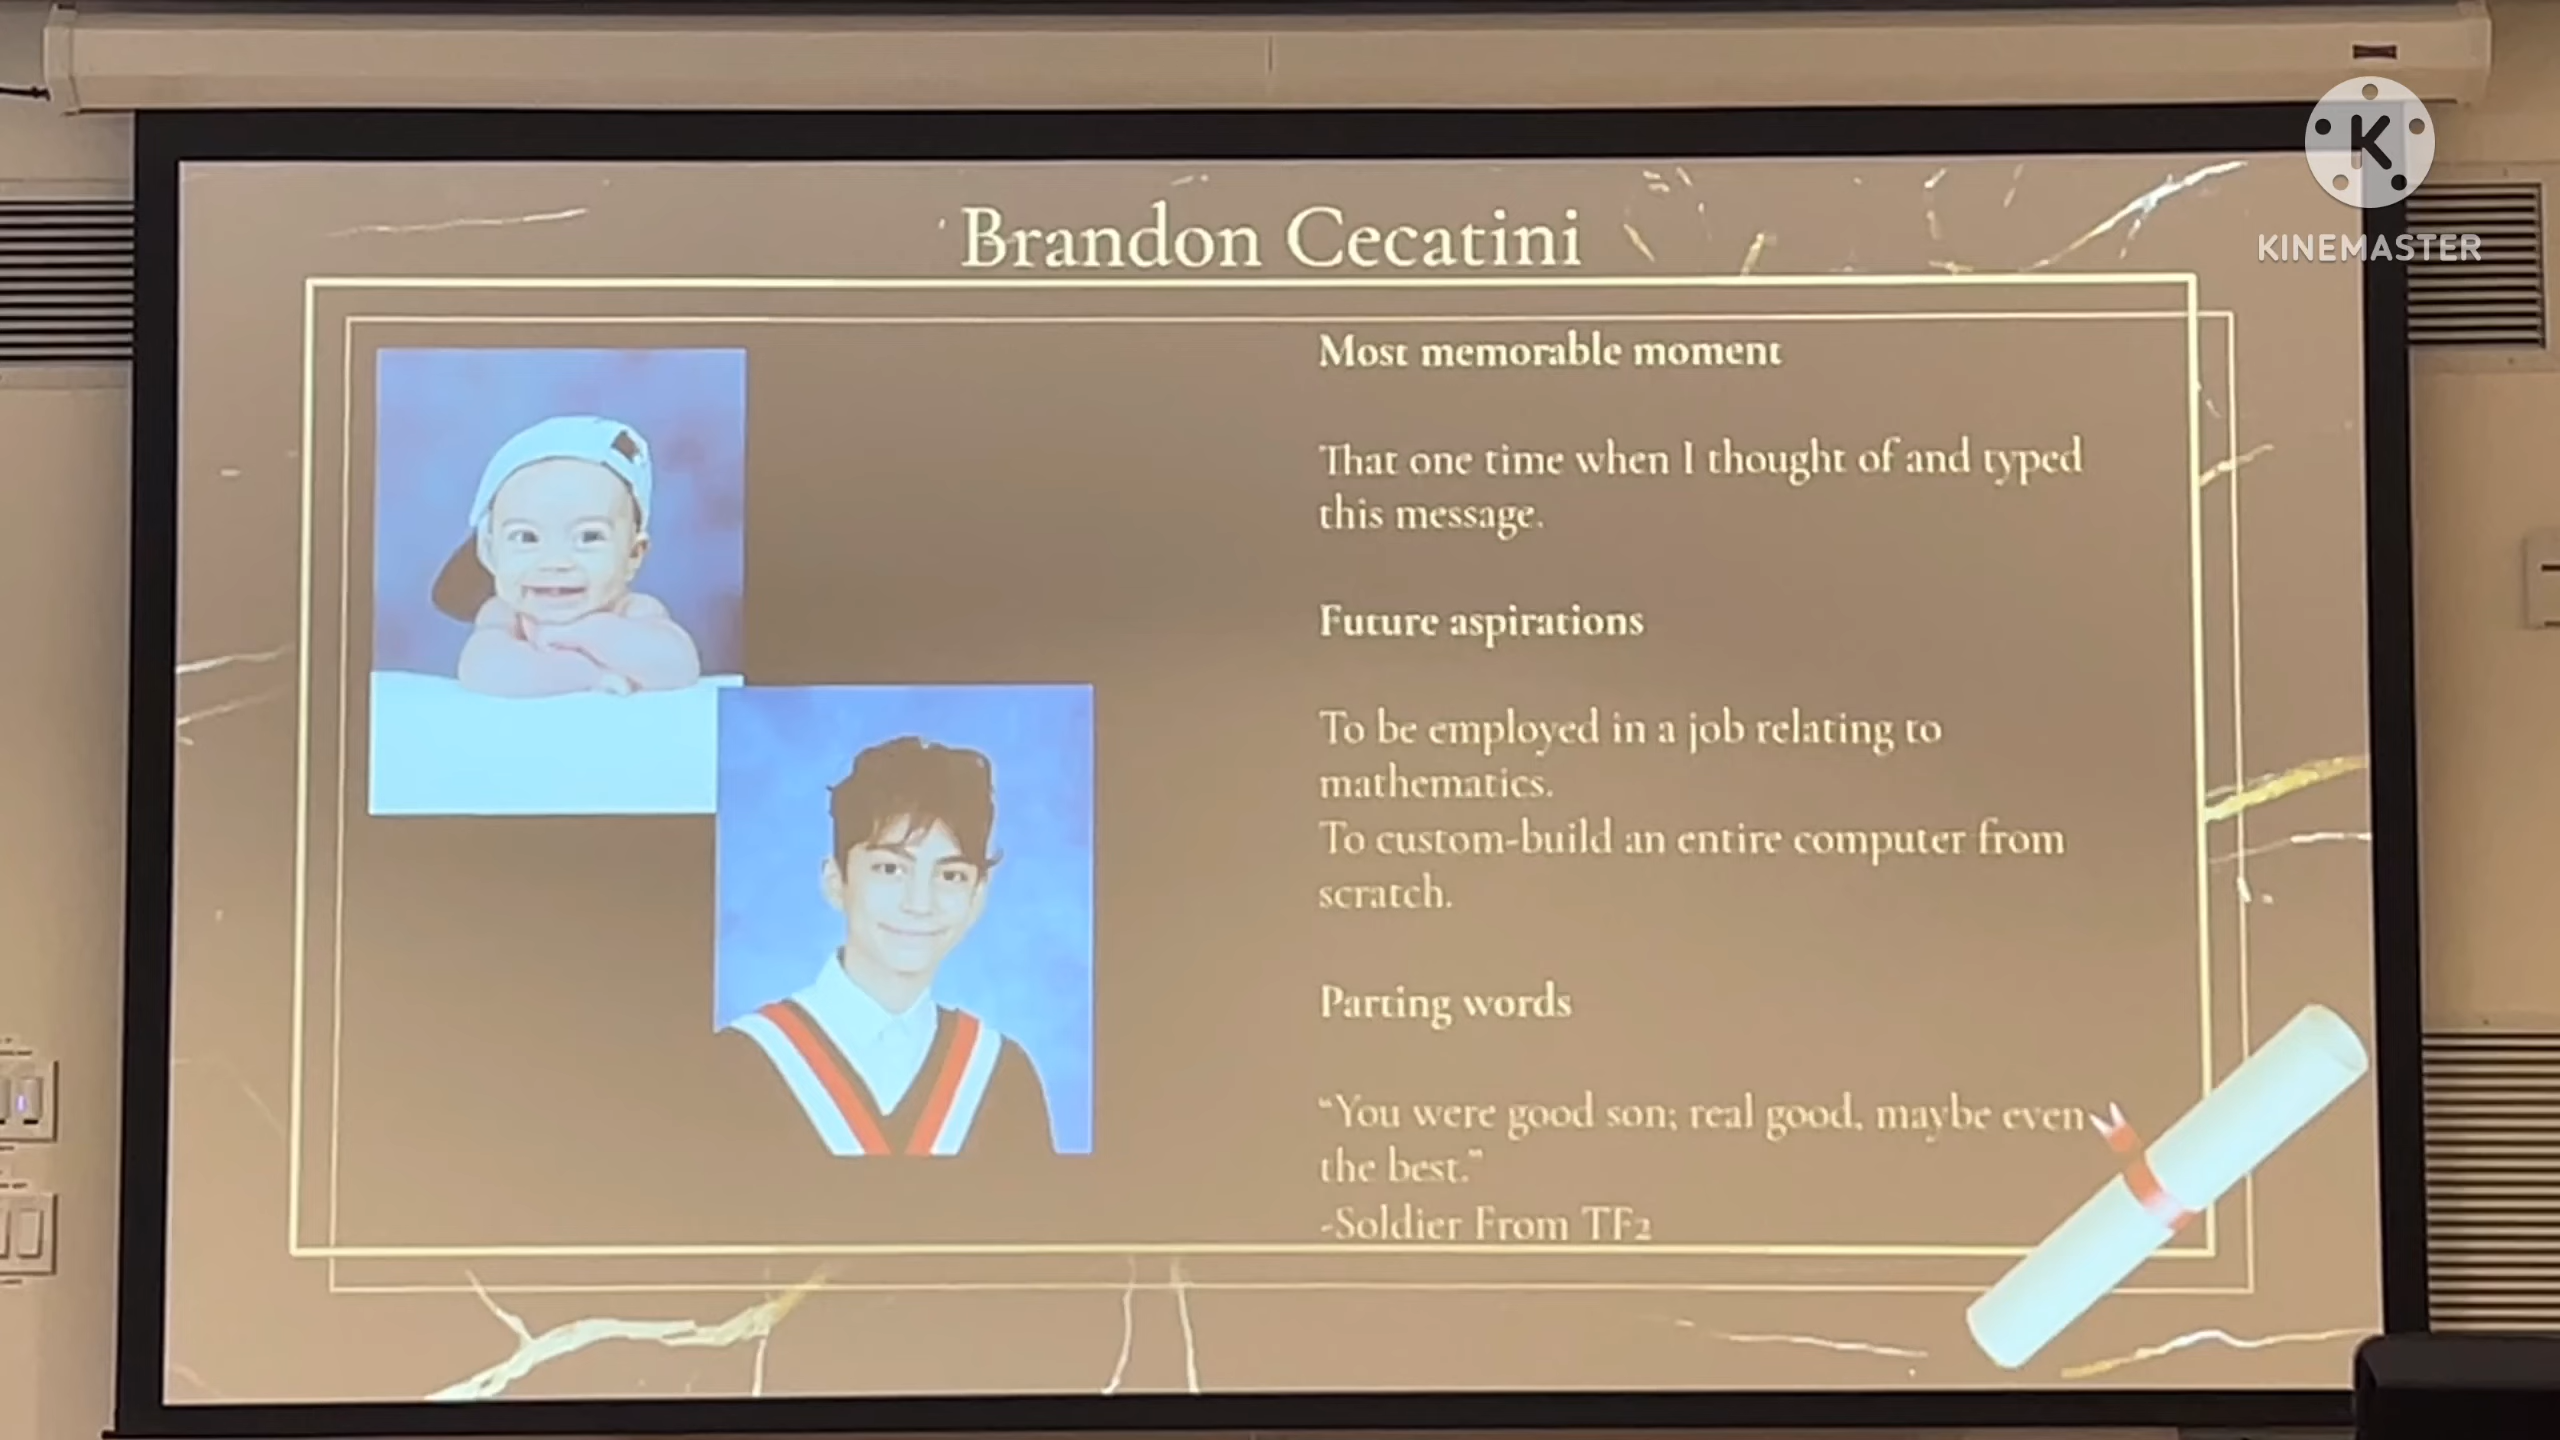 Brandon Cecatini
Most memorable moment
That one time when I thought of and typed
this message.
Future aspirations
To be employed in a job relating to
mathematics.
To custom-build an entire computer from
scratch.
Parting words
"You were good son; real good, maybe even
the best."
-Soldier From TF2
K
KINEMASTER